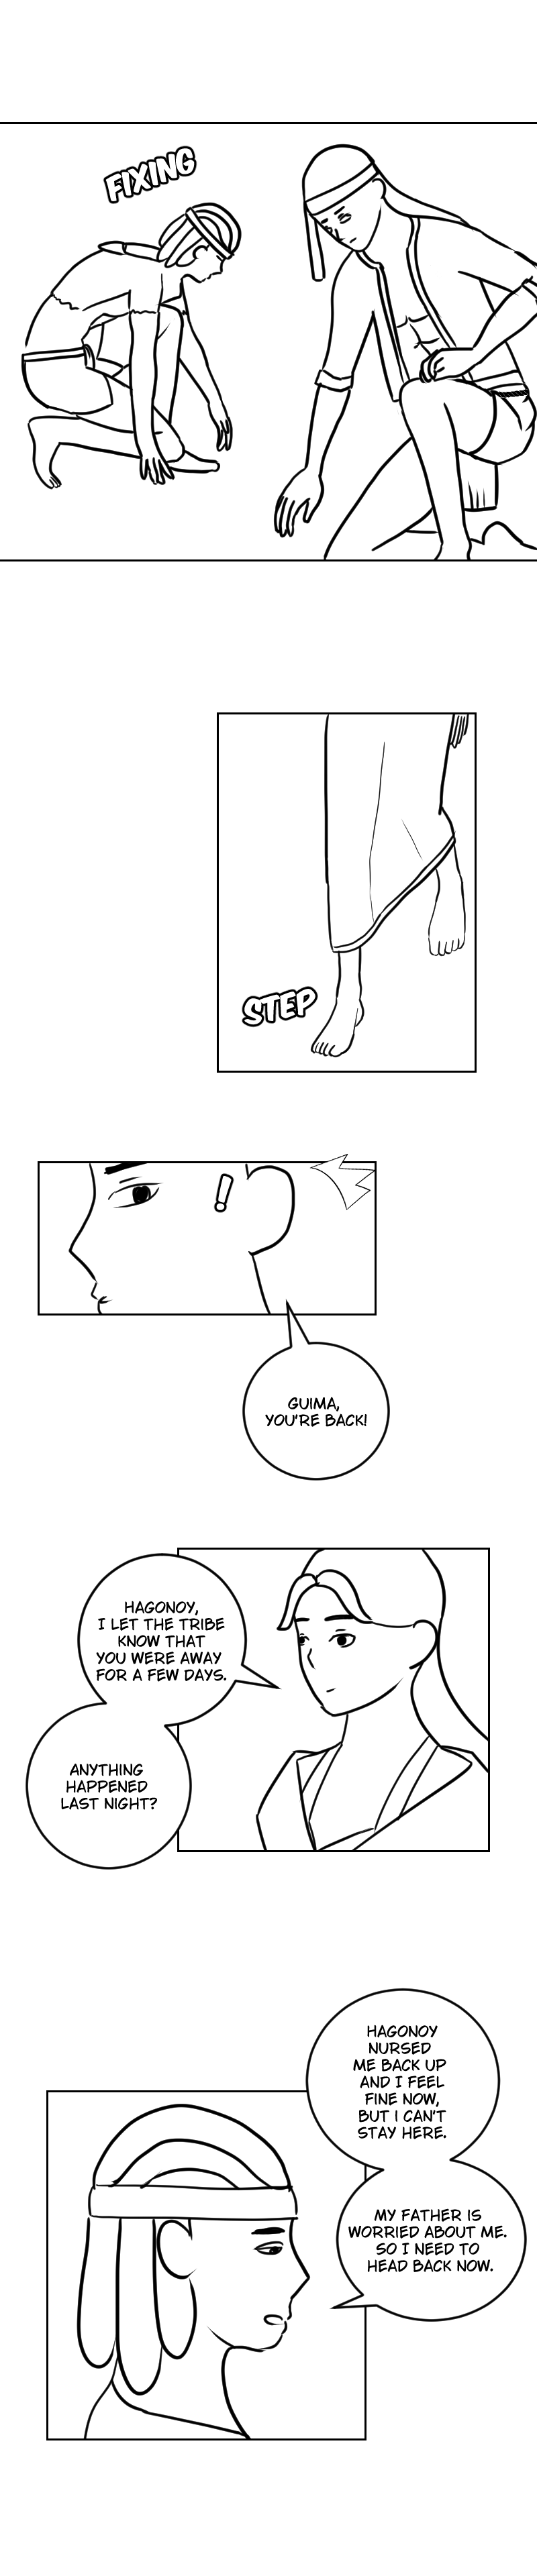 FIXING
STEP
!
GUIMA,
YOU'RE BACK!
HAGONOY,
I LET THE TRIBE
KNOW THAT
YOU WERE AWAY
FOR A FEW DAYS.
ANYTHING
HAPPENED
LAST NIGHT?
HAGONOY
NURSED
ME BACK UP
AND I FEEL
FINE NOW,
BUT I CAN'T
STAY HERE.
MY FATHER IS
WORRIED ABOUT ME.
SO I NEED TO
HEAD BACK NOW.